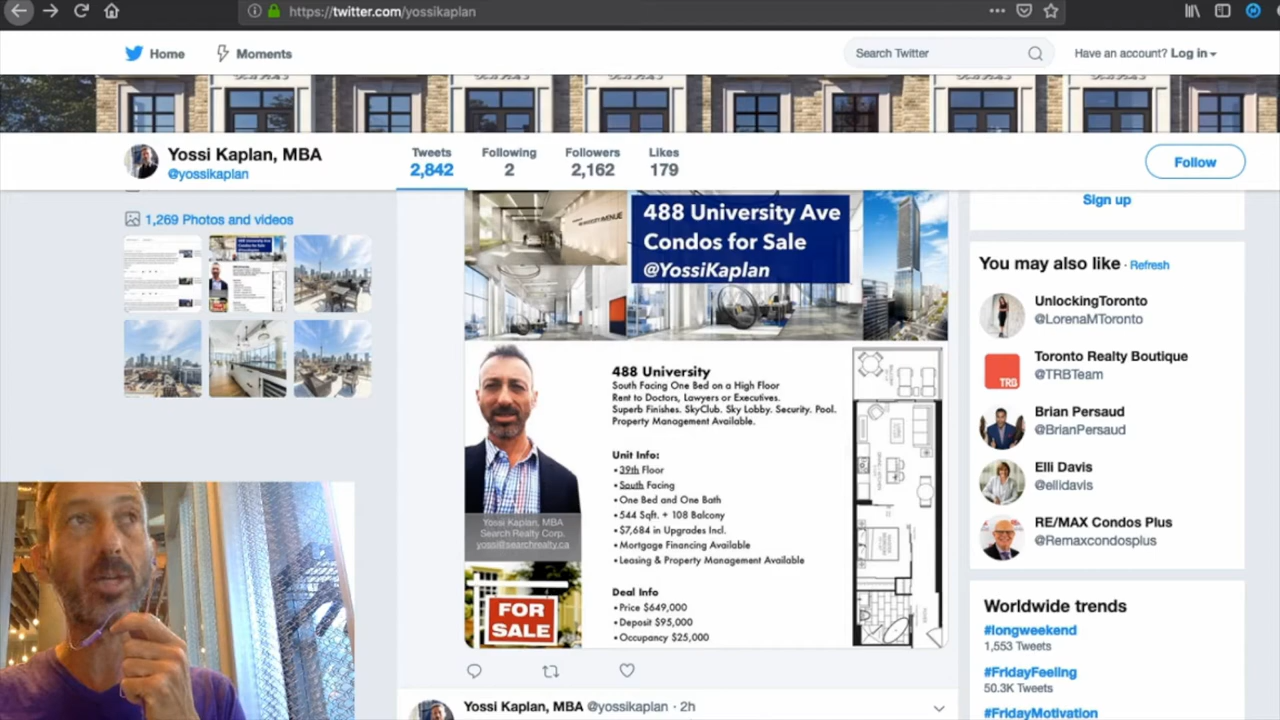 https://twitter.com/yossikaplan
Home
Moments
Search Twitter
Have an account? Log in
Yossi Kaplan, MBA
@yossikaplan
Tweets
2,842
Following
2
Followers
2,162
Likes
179
Follow
1,269 Photos and videos
488 University Ave
Condos for Sale
@YossiKaplan
488 University
South Facing One Bed on a High Floor
Rent to Doctors, Lawyers or Executives.
Superb Finishes. SkyClub. Sky Lobby. Security. Pool.
Property Management Available.
Unit Info:
• 39th Floor
• South Facing
• One Bed and One Bath
• 544 Sqft. + 108 Balcony
• $7,684 in Upgrades Incl.
• Mortgage Financing Available
• Leasing & Property Management Available
Deal Info
• Price $649,000
• Deposit $95,000
• Occupancy $25,000
Yossi Kaplan, MBA
Search Realty Corp.
yossi@searchrealty.ca
FOR
SALE
Yossi Kaplan, MBA @yossikaplan · 2h
Sign up
You may also like · Refresh
UnlockingToronto
@LorenaMToronto
TRB
Toronto Realty Boutique
@TRBTeam
Brian Persaud
@BrianPersaud
Elli Davis
@ellidavis
RE/MAX Condos Plus
@Remaxcondosplus
Worldwide trends
#longweekend
1,553 Tweets
#FridayFeeling
50.3K Tweets
#FridayMotivation